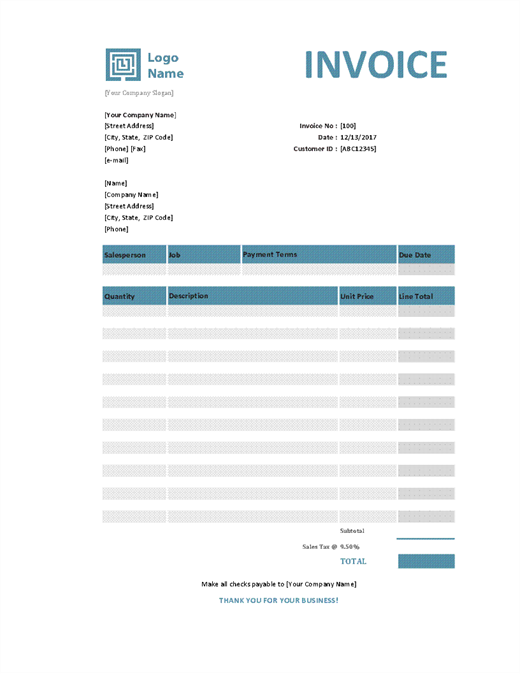 Logo
Name
INVOICE
[Your Company Slogan]
[Your Company Name]
[Street Address]
[City, State, ZIP Code]
[Phone] [Fax]
[e-mail]
Invoice No : [100]
Date : 12/13/2017
Customer ID : [ABC12345]
[Name]
[Company Name]
[Street Address]
[City, State, ZIP Code]
[Phone]
Salesperson Job Payment Terms Due Date
Quantity Description Unit Price Line Total
Subtotal
Sales Tax @ 9.50%
TOTAL
Make all checks payable to [Your Company Name]
THANK YOU FOR YOUR BUSINESS!